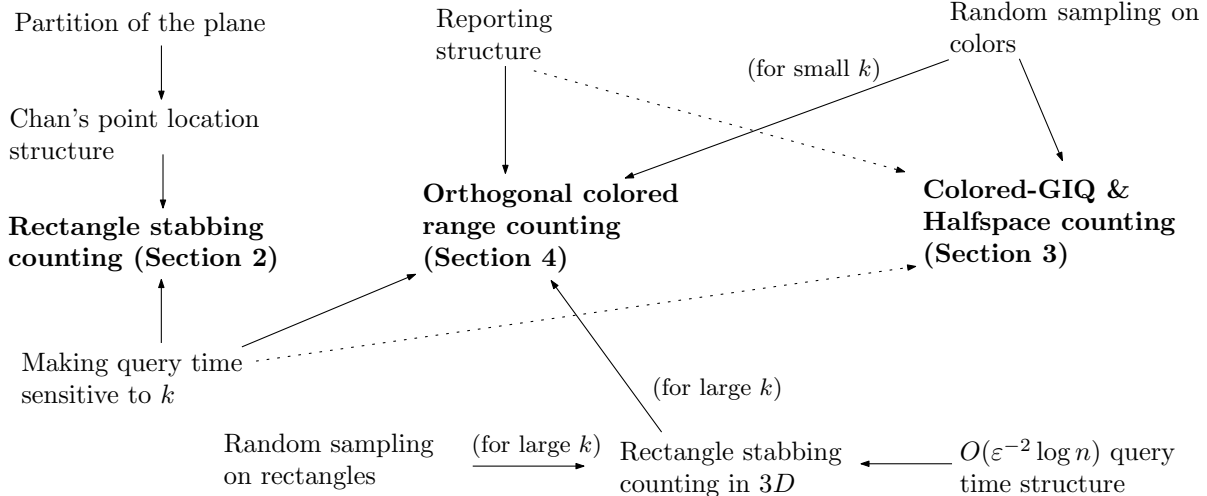 Partition of the plane
Reporting
structure
Random sampling on
colors
(for small k)
Chan's point location
structure
Rectangle stabbing
counting (Section 2)
Orthogonal colored
range counting
(Section 4)
Colored-GIQ &
Halfspace counting
(Section 3)
Making query time
sensitive to k
(for large k)
Random sampling
on rectangles
(for large k)
Rectangle stabbing
counting in 3D
O(ε⁻² log n) query
time structure